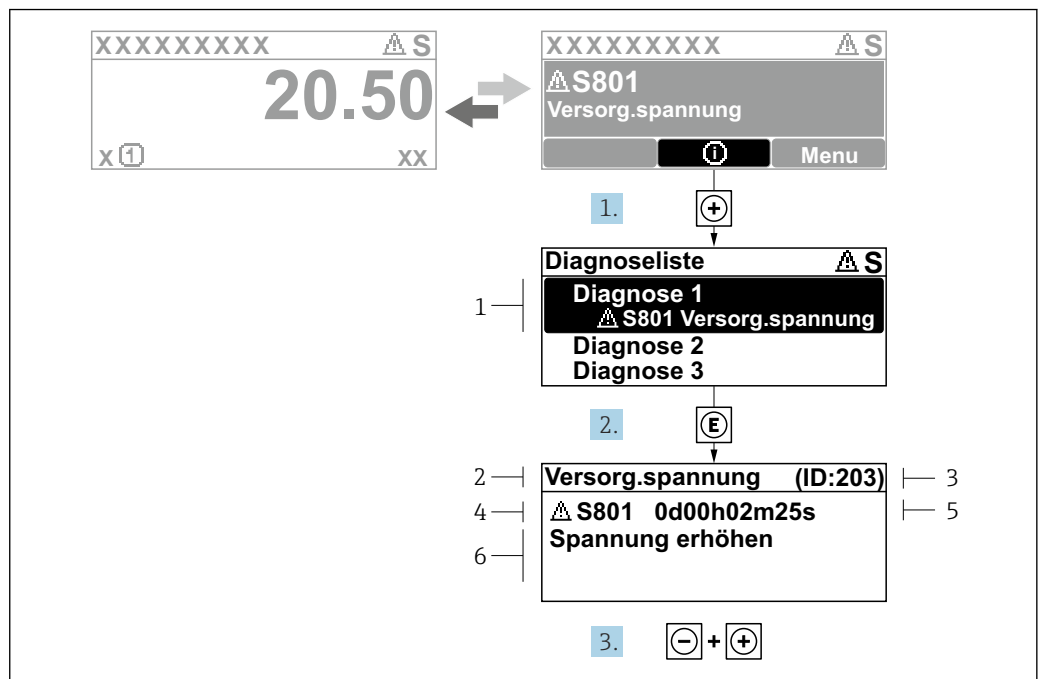 XXXXXXXXX ⚠ S
20.50
x ① xx
XXXXXXXXX ⚠ S
⚠ S801
Versorg.spannung
ⓘ Menu
1. +
Diagnoseliste ⚠ S
1
Diagnose 1
⚠ S801 Versorg.spannung
Diagnose 2
Diagnose 3
2. E
2 Versorg.spannung (ID:203) 3
4 ⚠ S801 0d00h02m25s 5
6 Spannung erhöhen
3. - + +